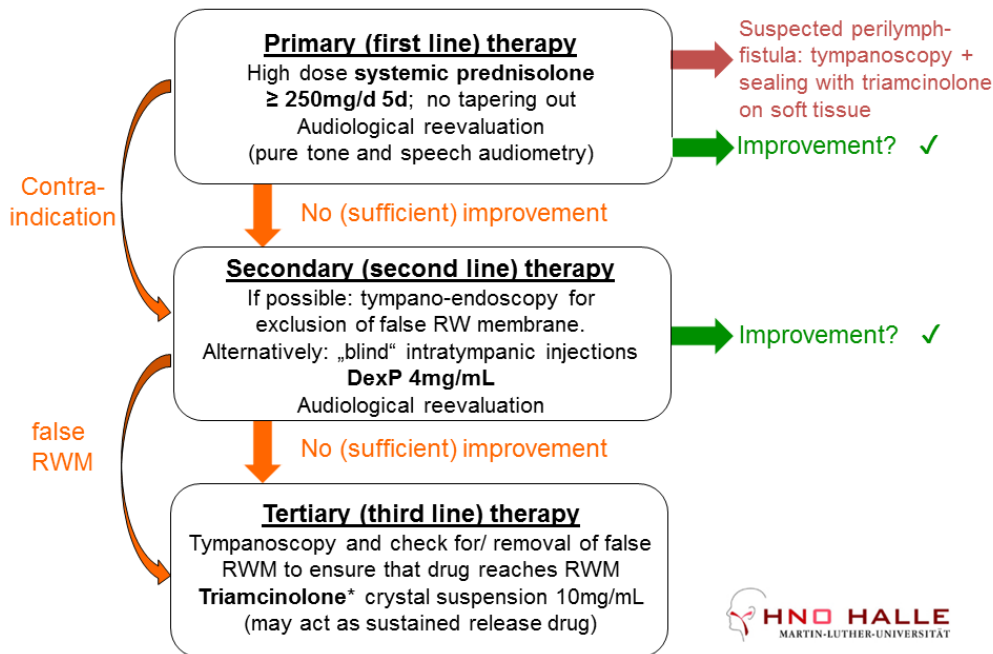 Primary (first line) therapy
High dose systemic prednisolone
≥ 250mg/d 5d; no tapering out
Audiological reevaluation
(pure tone and speech audiometry)
Suspected perilymph-
fistula: tympanoscopy +
sealing with triamcinolone
on soft tissue
Improvement? ✓
Contra-
indication
No (sufficient) improvement
Secondary (second line) therapy
If possible: tympano-endoscopy for
exclusion of false RW membrane.
Alternatively: „blind“ intratympanic injections
DexP 4mg/mL
Audiological reevaluation
Improvement? ✓
false
RWM
No (sufficient) improvement
Tertiary (third line) therapy
Tympanoscopy and check for/ removal of false
RWM to ensure that drug reaches RWM
Triamcinolone* crystal suspension 10mg/mL
(may act as sustained release drug)
HNO HALLE
MARTIN-LUTHER-UNIVERSITÄT